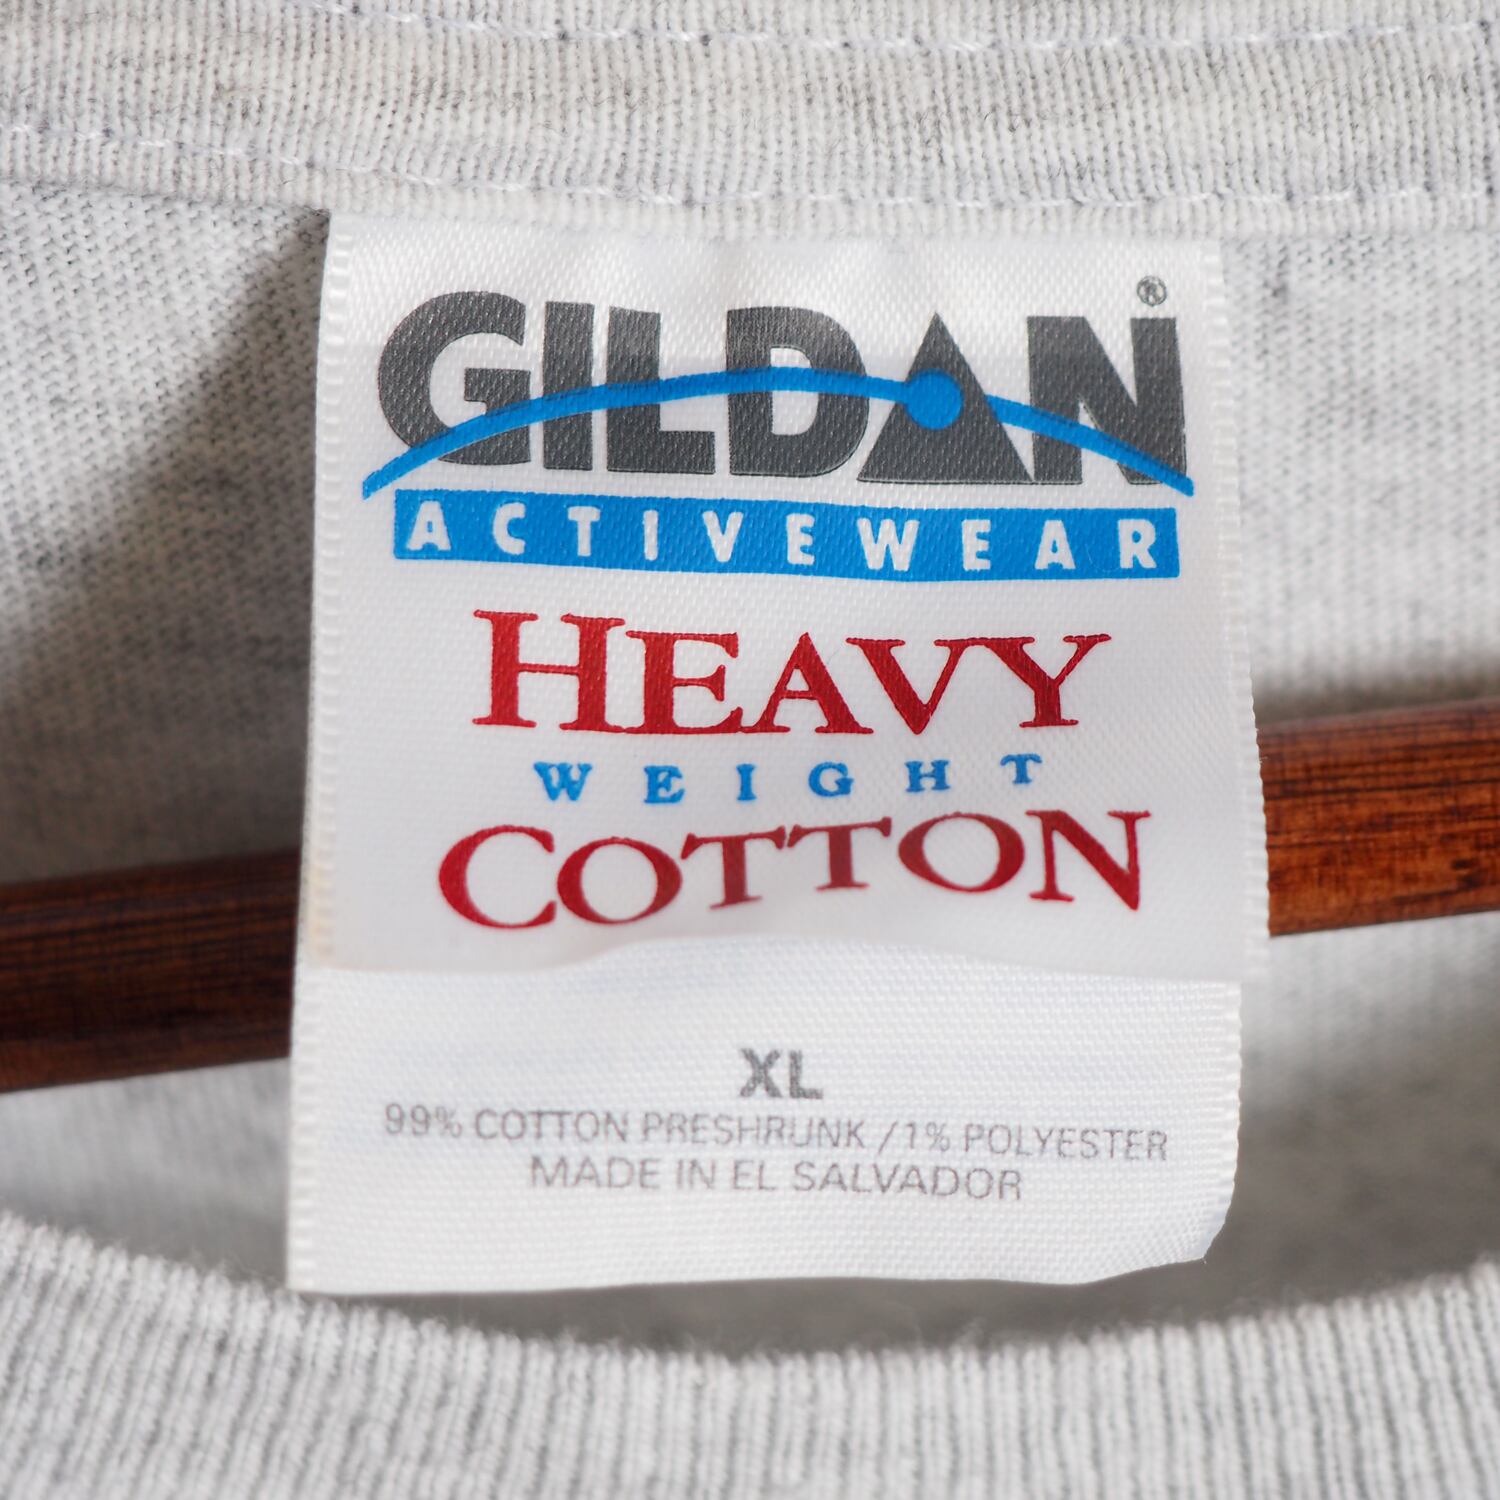 GILDAN®
ACTIVEWEAR
HEAVY
WEIGHT
COTTON
XL
99% COTTON PRESHRUNK / 1% POLYESTER
MADE IN EL SALVADOR